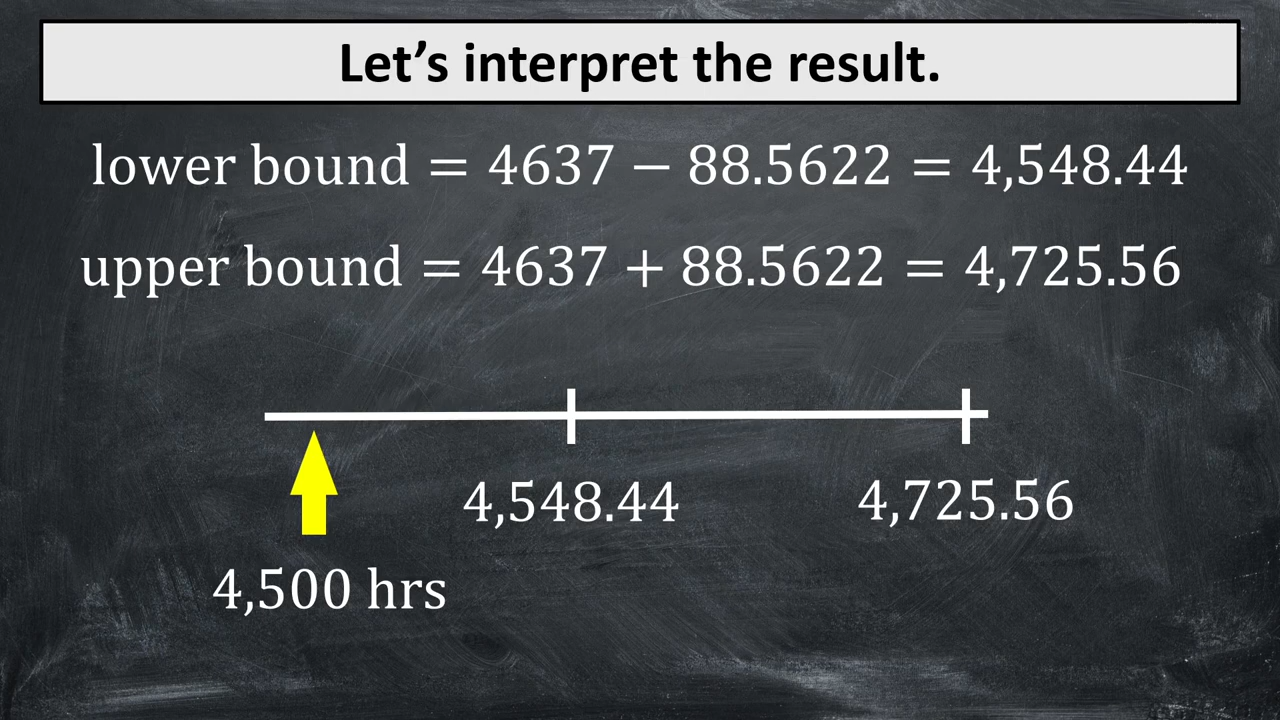 Let's interpret the result.
lower bound = 4637 − 88.5622 = 4,548.44
upper bound = 4637 + 88.5622 = 4,725.56
4,548.44 4,725.56
4,500 hrs